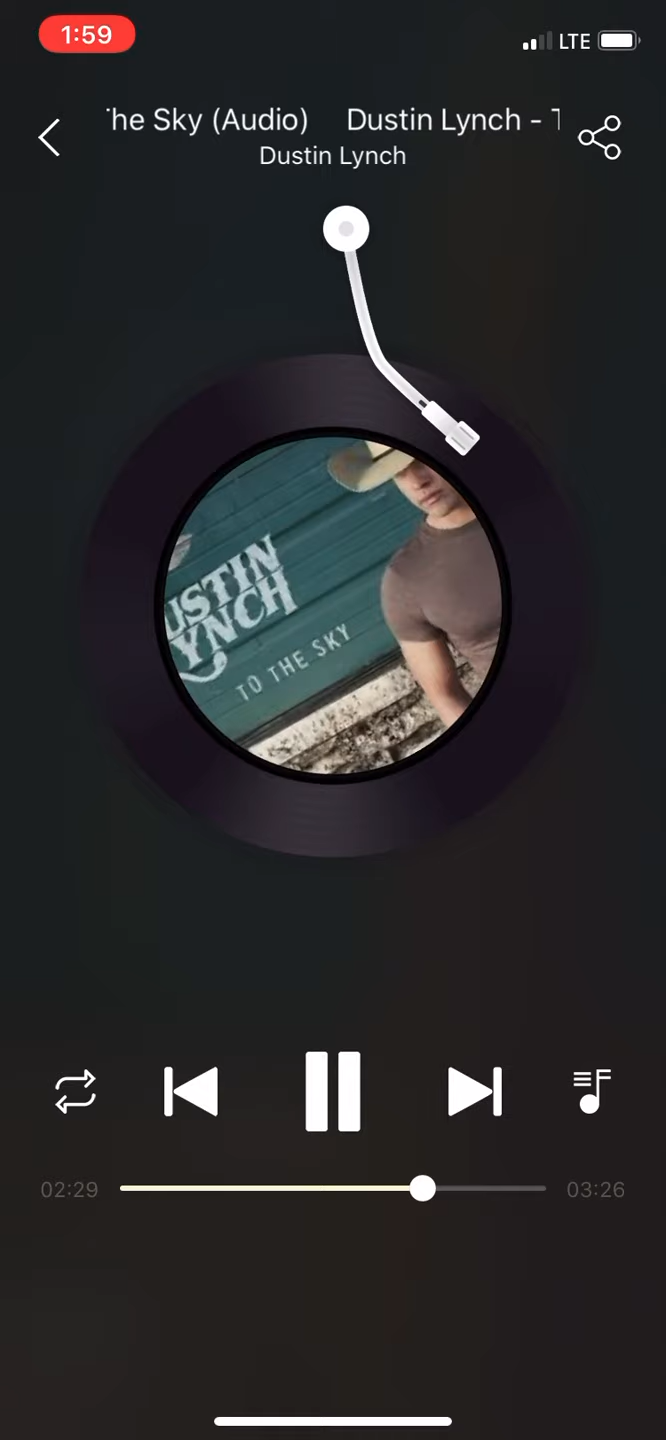 1:59
LTE
he Sky (Audio) Dustin Lynch -
Dustin Lynch
USTIN
YNCH
TO THE SKY
02:29
03:26